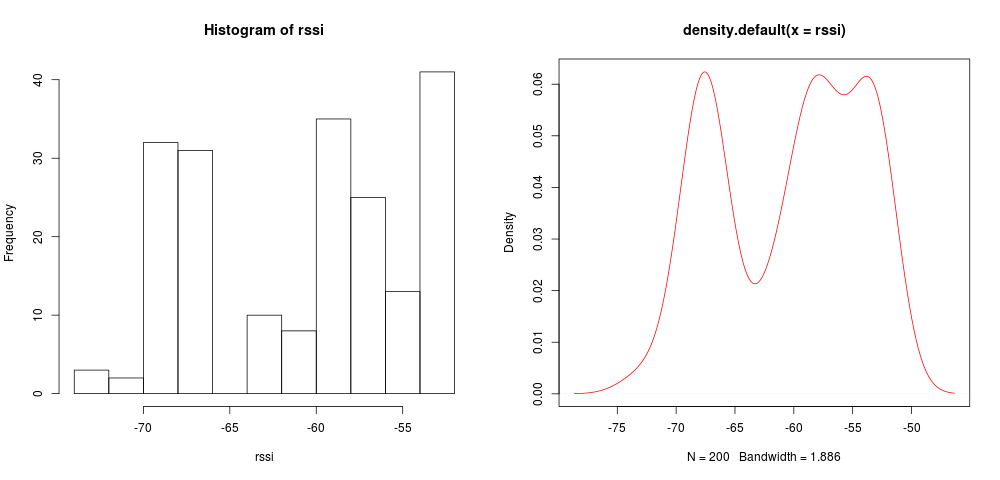 Histogram of rssi
Frequency
40
30
20
10
0
-70 -65 -60 -55
rssi
density.default(x = rssi)
Density
0.06
0.05
0.04
0.03
0.02
0.01
0.00
-75 -70 -65 -60 -55 -50
N = 200 Bandwidth = 1.886